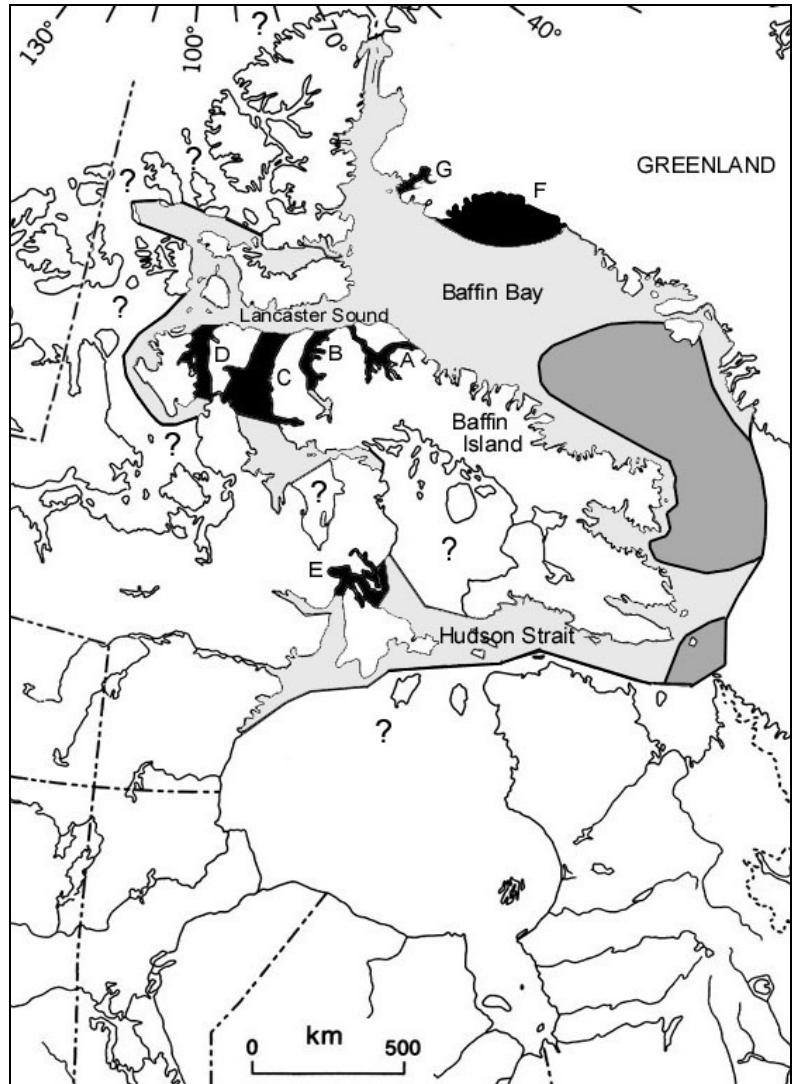 130°
100°
?
70°
40°
?
?
G
GREENLAND
F
?
Baffin Bay
Lancaster Sound
D
B
A
C
Baffin
Island
?
?
?
E
Hudson Strait
?
km
0
500